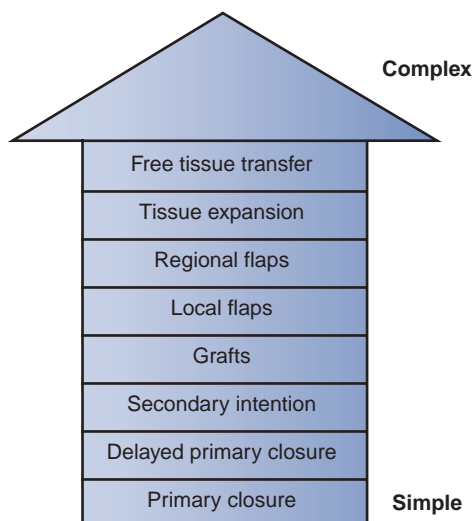 Complex
Free tissue transfer
Tissue expansion
Regional flaps
Local flaps
Grafts
Secondary intention
Delayed primary closure
Primary closure
Simple